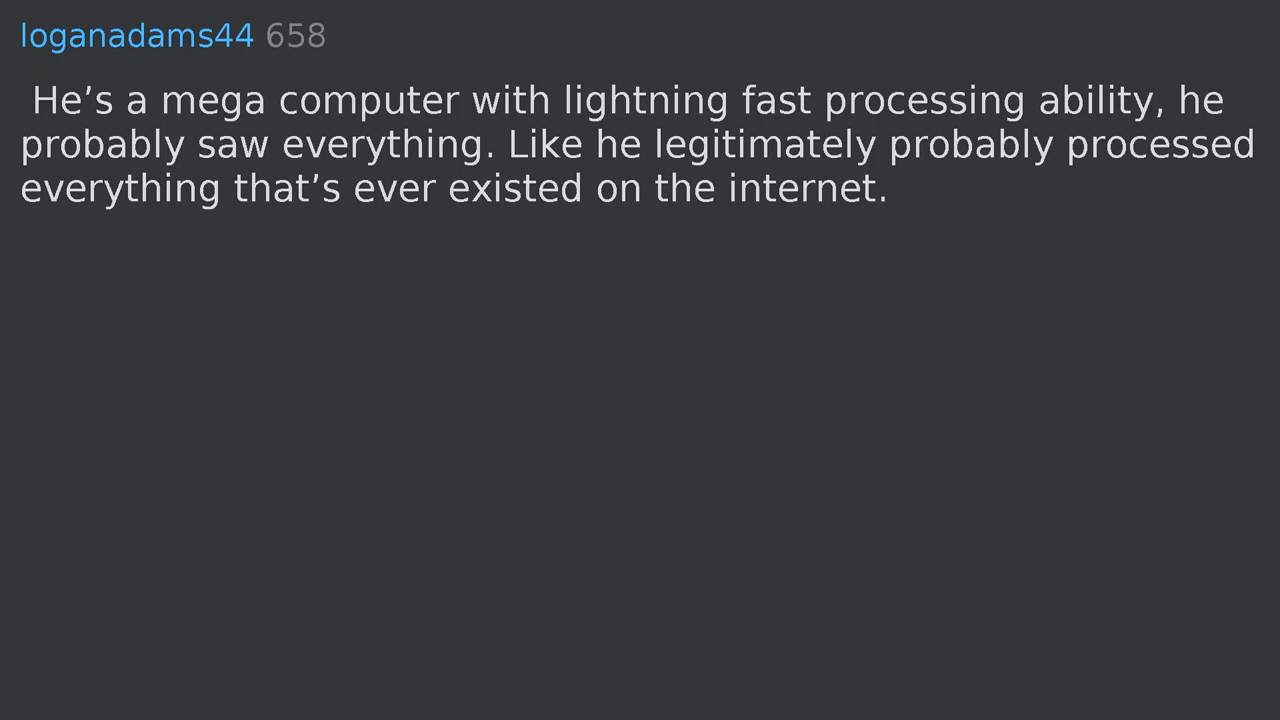 loganadams44 658
He’s a mega computer with lightning fast processing ability, he
probably saw everything. Like he legitimately probably processed
everything that’s ever existed on the internet.